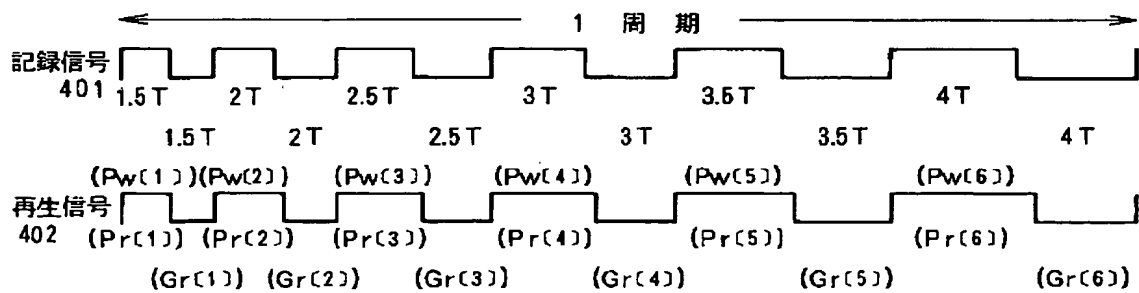 1 周 期
記録信号
401
1.5T 2T 2.5T 3T 3.5T 4T
1.5T 2T 2.5T 3T 3.5T 4T
(Pw(1)) (Pw(2)) (Pw(3)) (Pw(4)) (Pw(5)) (Pw(6))
再生信号
402
(Pr(1)) (Pr(2)) (Pr(3)) (Pr(4)) (Pr(5)) (Pr(6))
(Gr(1)) (Gr(2)) (Gr(3)) (Gr(4)) (Gr(5)) (Gr(6))